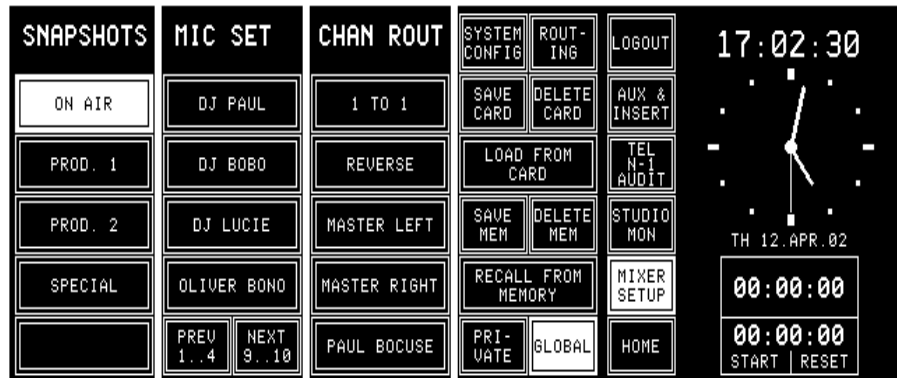 SNAPSHOTS
ON AIR
PROD. 1
PROD. 2
SPECIAL
MIC SET
DJ PAUL
DJ BOBO
DJ LUCIE
OLIVER BONO
PREV
1..4
NEXT
9..10
CHAN ROUT
1 TO 1
REVERSE
MASTER LEFT
MASTER RIGHT
PAUL BOCUSE
SYSTEM
CONFIG
ROUT-
ING
SAVE
CARD
DELETE
CARD
LOAD FROM
CARD
SAVE
MEM
DELETE
MEM
RECALL FROM
MEMORY
PRI-
VATE
GLOBAL
LOGOUT
AUX &
INSERT
TEL
N-1
AUDIT
STUDIO
MON
MIXER
SETUP
HOME
17:02:30
TH 12.APR.02
00:00:00
00:00:00
START | RESET